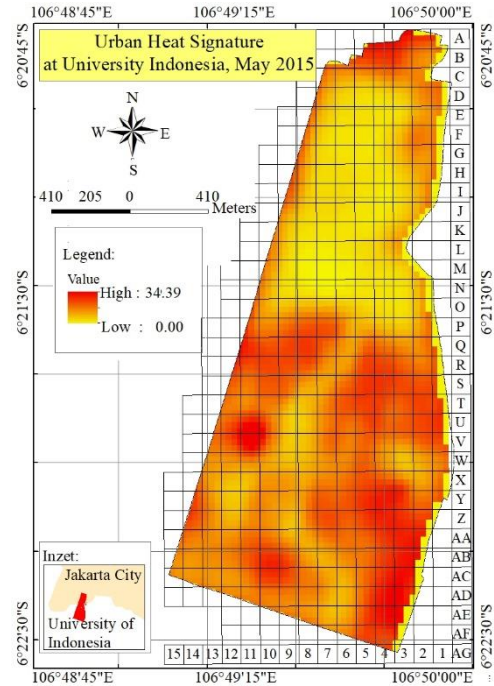 106°48'45"E 106°49'15"E 106°50'00"E
Urban Heat Signature
at University Indonesia, May 2015
N
W E
S
410 205 0 410
Meters
Legend:
Value
High : 34.39
Low : 0.00
Inzet:
Jakarta City
University of
Indonesia
6°20'45"S
6°21'30"S
6°22'30"S
6°20'45"S
6°21'30"S
6°22'30"S
A
B
C
D
E
F
G
H
I
J
K
L
M
N
O
P
Q
R
S
T
U
V
W
X
Y
Z
AA
AB
AC
AD
AE
AF
AG
15 14 13 12 11 10 9 8 7 6 5 4 3 2 1
106°48'45"E 106°49'15"E 106°50'00"E